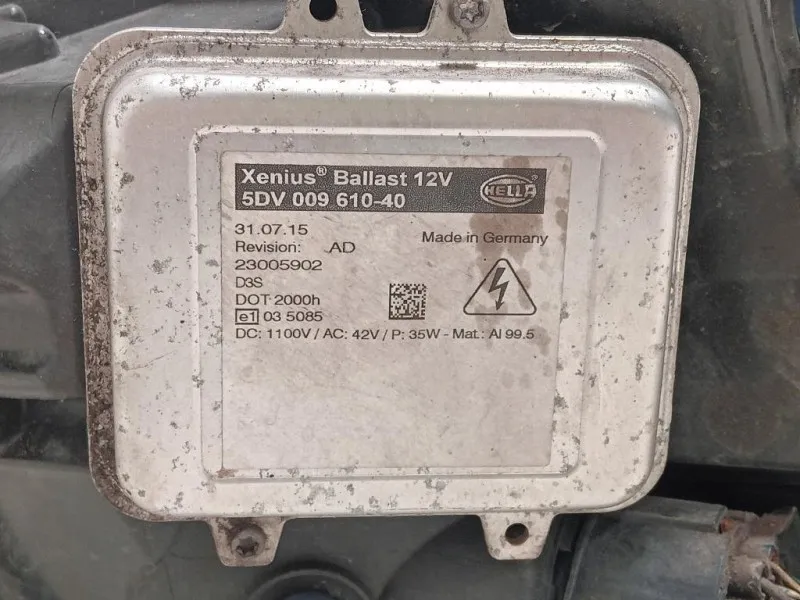 Xenius® Ballast 12V
5DV 009 610-40
HELLA
31.07.15
Made in Germany
Revision: AD
23005902
D3S
DOT 2000h
e1 03 5085
DC: 1100V / AC: 42V / P: 35W - Mat.: Al 99.5